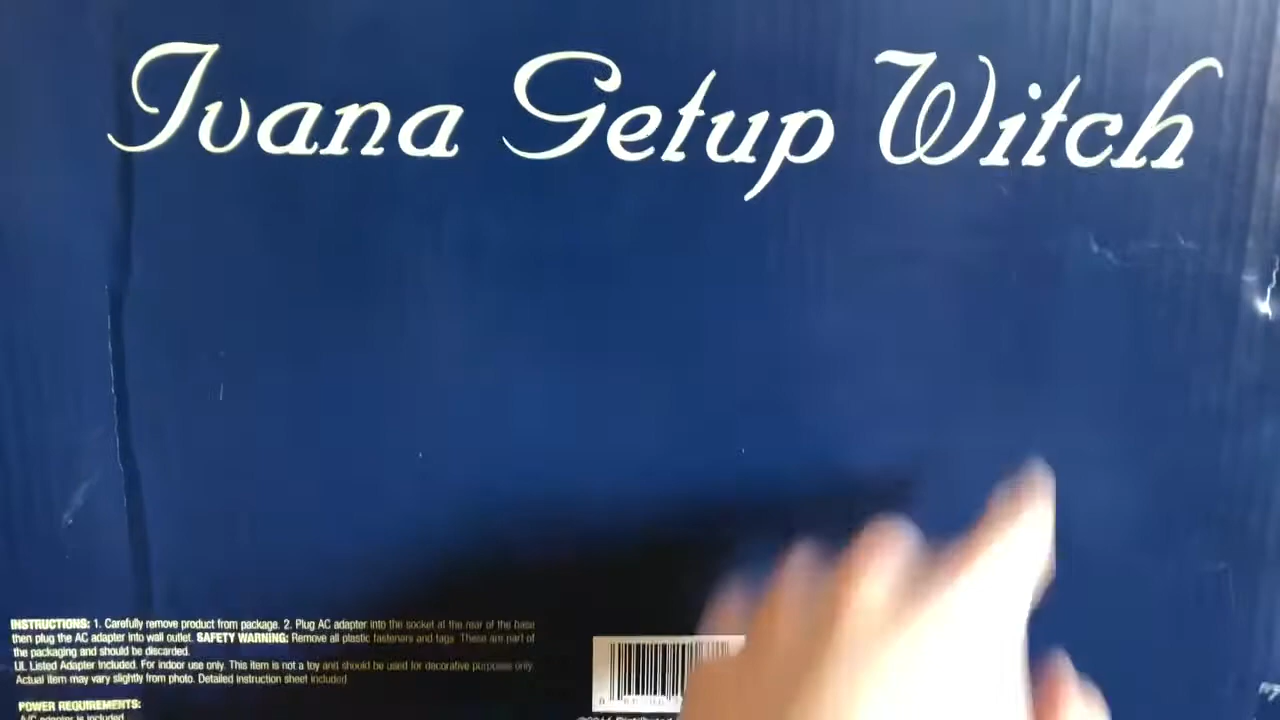 Ivana Getup Witch
INSTRUCTIONS: 1. Carefully remove product from package. 2. Plug AC adapter into the socket at the rear of the base
then plug the AC adapter into wall outlet. SAFETY WARNING: Remove all plastic fasteners and tags. These are part of
the packaging and should be discarded.
UL Listed Adapter Included. For indoor use only. This item is not a toy and should be used for decorative purposes only.
Actual item may vary slightly from photo. Detailed instruction sheet included
POWER REQUIREMENTS:
A/C adapter is included